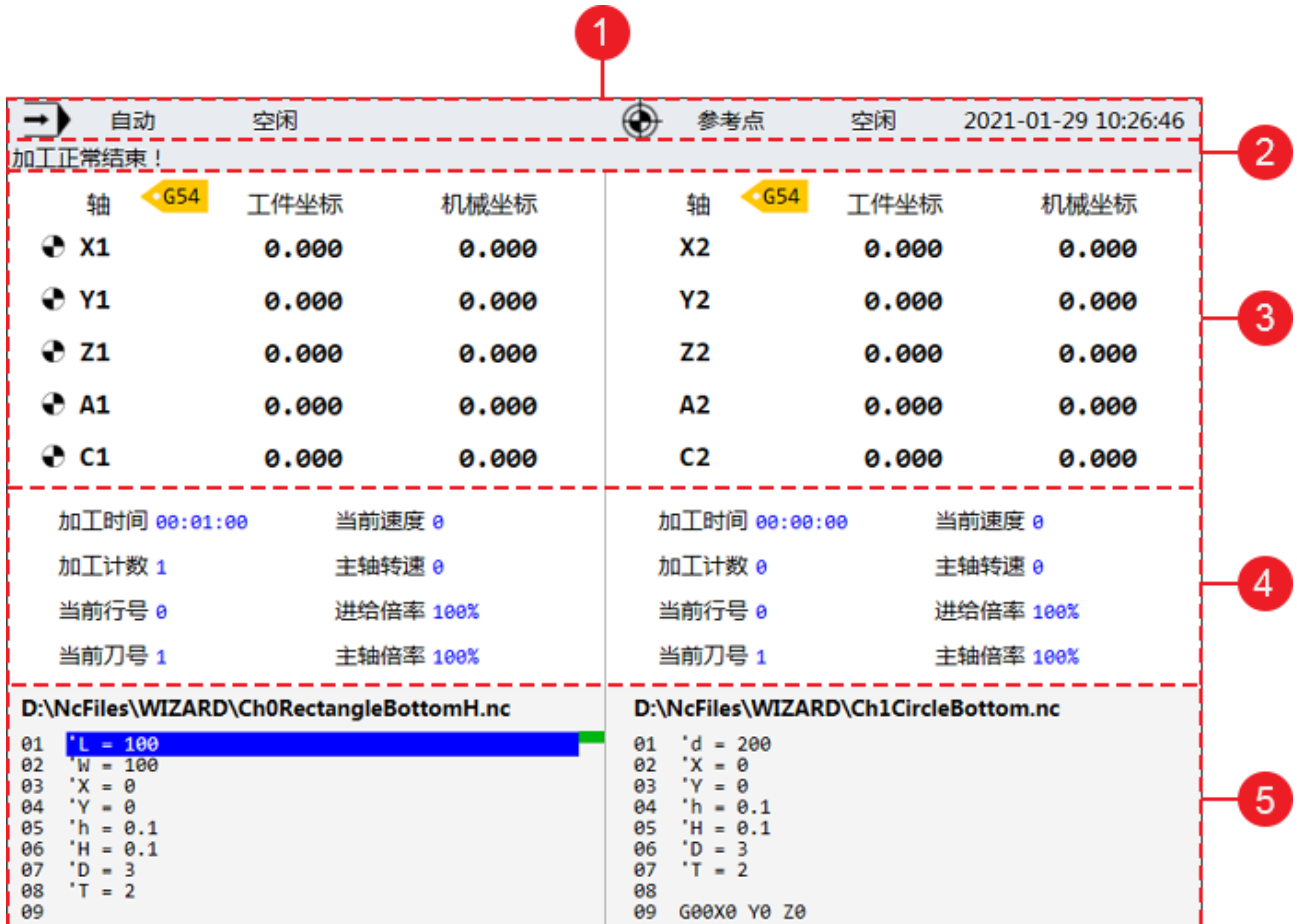 1
自动 空闲 参考点 空闲 2021-01-29 10:26:46
2
加工正常结束！
轴 G54 工件坐标 机械坐标 轴 G54 工件坐标 机械坐标
X1 0.000 0.000 X2 0.000 0.000
Y1 0.000 0.000 Y2 0.000 0.000
3
Z1 0.000 0.000 Z2 0.000 0.000
A1 0.000 0.000 A2 0.000 0.000
C1 0.000 0.000 C2 0.000 0.000
加工时间 00:01:00 当前速度 0 加工时间 00:00:00 当前速度 0
加工计数 1 主轴转速 0 加工计数 0 主轴转速 0
4
当前行号 0 进给倍率 100% 当前行号 0 进给倍率 100%
当前刀号 1 主轴倍率 100% 当前刀号 1 主轴倍率 100%
D:\NcFiles\WIZARD\Ch0RectangleBottomH.nc D:\NcFiles\WIZARD\Ch1CircleBottom.nc
01 'L = 100 01 'd = 200
02 'W = 100 02 'X = 0
03 'X = 0 03 'Y = 0
04 'Y = 0 04 'h = 0.1
5
05 'h = 0.1 05 'H = 0.1
06 'H = 0.1 06 'D = 3
07 'D = 3 07 'T = 2
08 'T = 2 08
09 09 G00X0 Y0 Z0